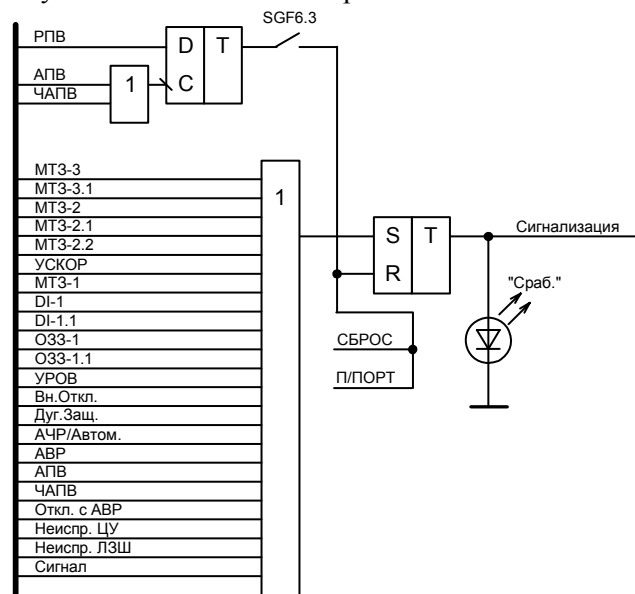 SGF6.3
РПВ
D T
АПВ
ЧАПВ
1
C
МТЗ-3
МТЗ-3.1
МТЗ-2
МТЗ-2.1
МТЗ-2.2
УСКОР
МТЗ-1
DI-1
DI-1.1
ОЗЗ-1
ОЗЗ-1.1
УРОВ
Вн.Откл.
Дуг.Защ.
АЧР/Автом.
АВР
АПВ
ЧАПВ
Откл. с АВР
Неиспр. ЦУ
Неиспр. ЛЗШ
Сигнал
1
S T
R
Сигнализация
"Сраб."
СБРОС
П/ПОРТ